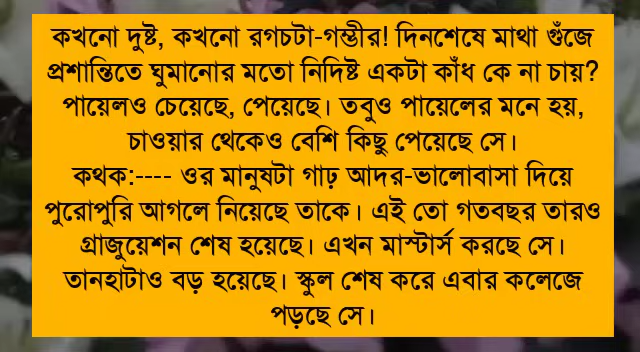 কখনো দুষ্ট, কখনো রগচটা-গম্ভীর! দিনশেষে মাথা গুঁজে
প্রশান্তিতে ঘুমানোর মতো নিদিষ্ট একটা কাঁধ কে না চায়?
পায়েলও চেয়েছে, পেয়েছে। তবুও পায়েলের মনে হয়,
চাওয়ার থেকেও বেশি কিছু পেয়েছে সে।
কথক:---- ওর মানুষটা গাঢ় আদর-ভালোবাসা দিয়ে
পুরোপুরি আগলে নিয়েছে তাকে। এই তো গতবছর তারও
গ্রাজুয়েশন শেষ হয়েছে। এখন মাস্টার্স করছে সে।
তানহাটাও বড় হয়েছে। স্কুল শেষ করে এবার কলেজে
পড়ছে সে।